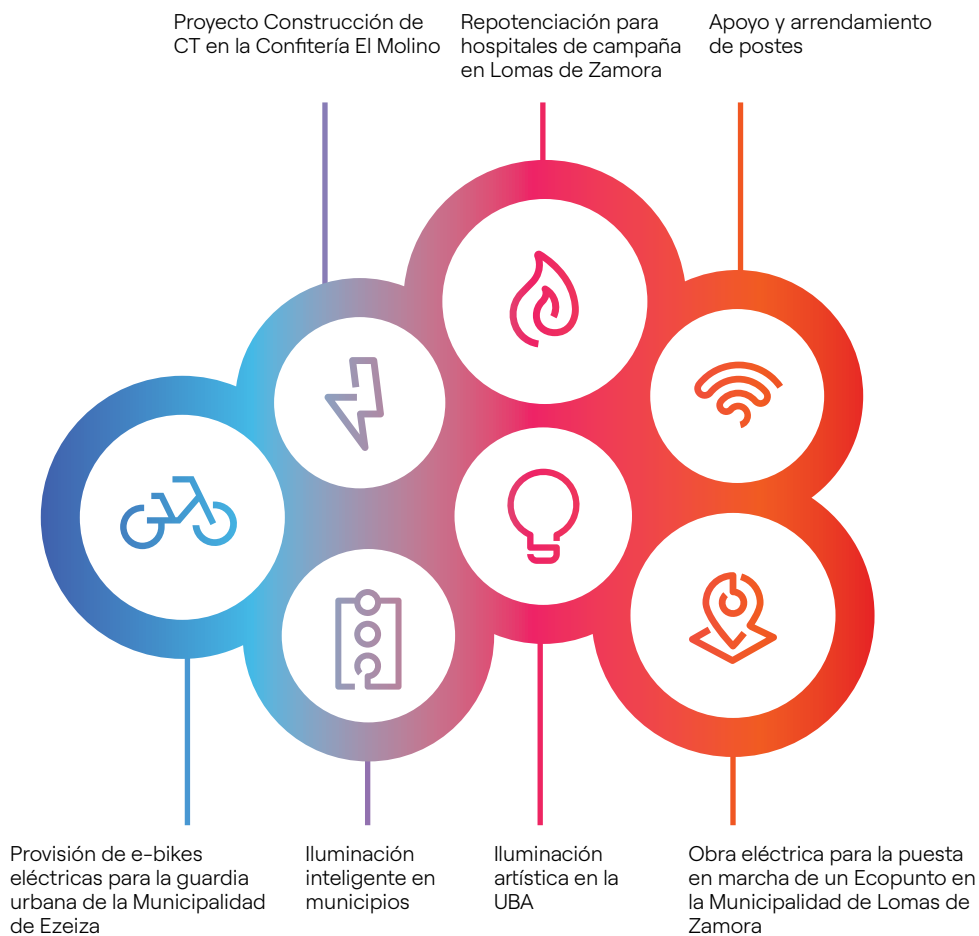 Proyecto Construcción de
CT en la Confitería El Molino
Repotenciación para
hospitales de campaña
en Lomas de Zamora
Apoyo y arrendamiento
de postes
Provisión de e-bikes
eléctricas para la guardia
urbana de la Municipalidad
de Ezeiza
Iluminación
inteligente en
municipios
Iluminación
artística en la
UBA
Obra eléctrica para la puesta
en marcha de un Ecopunto en
la Municipalidad de Lomas de
Zamora